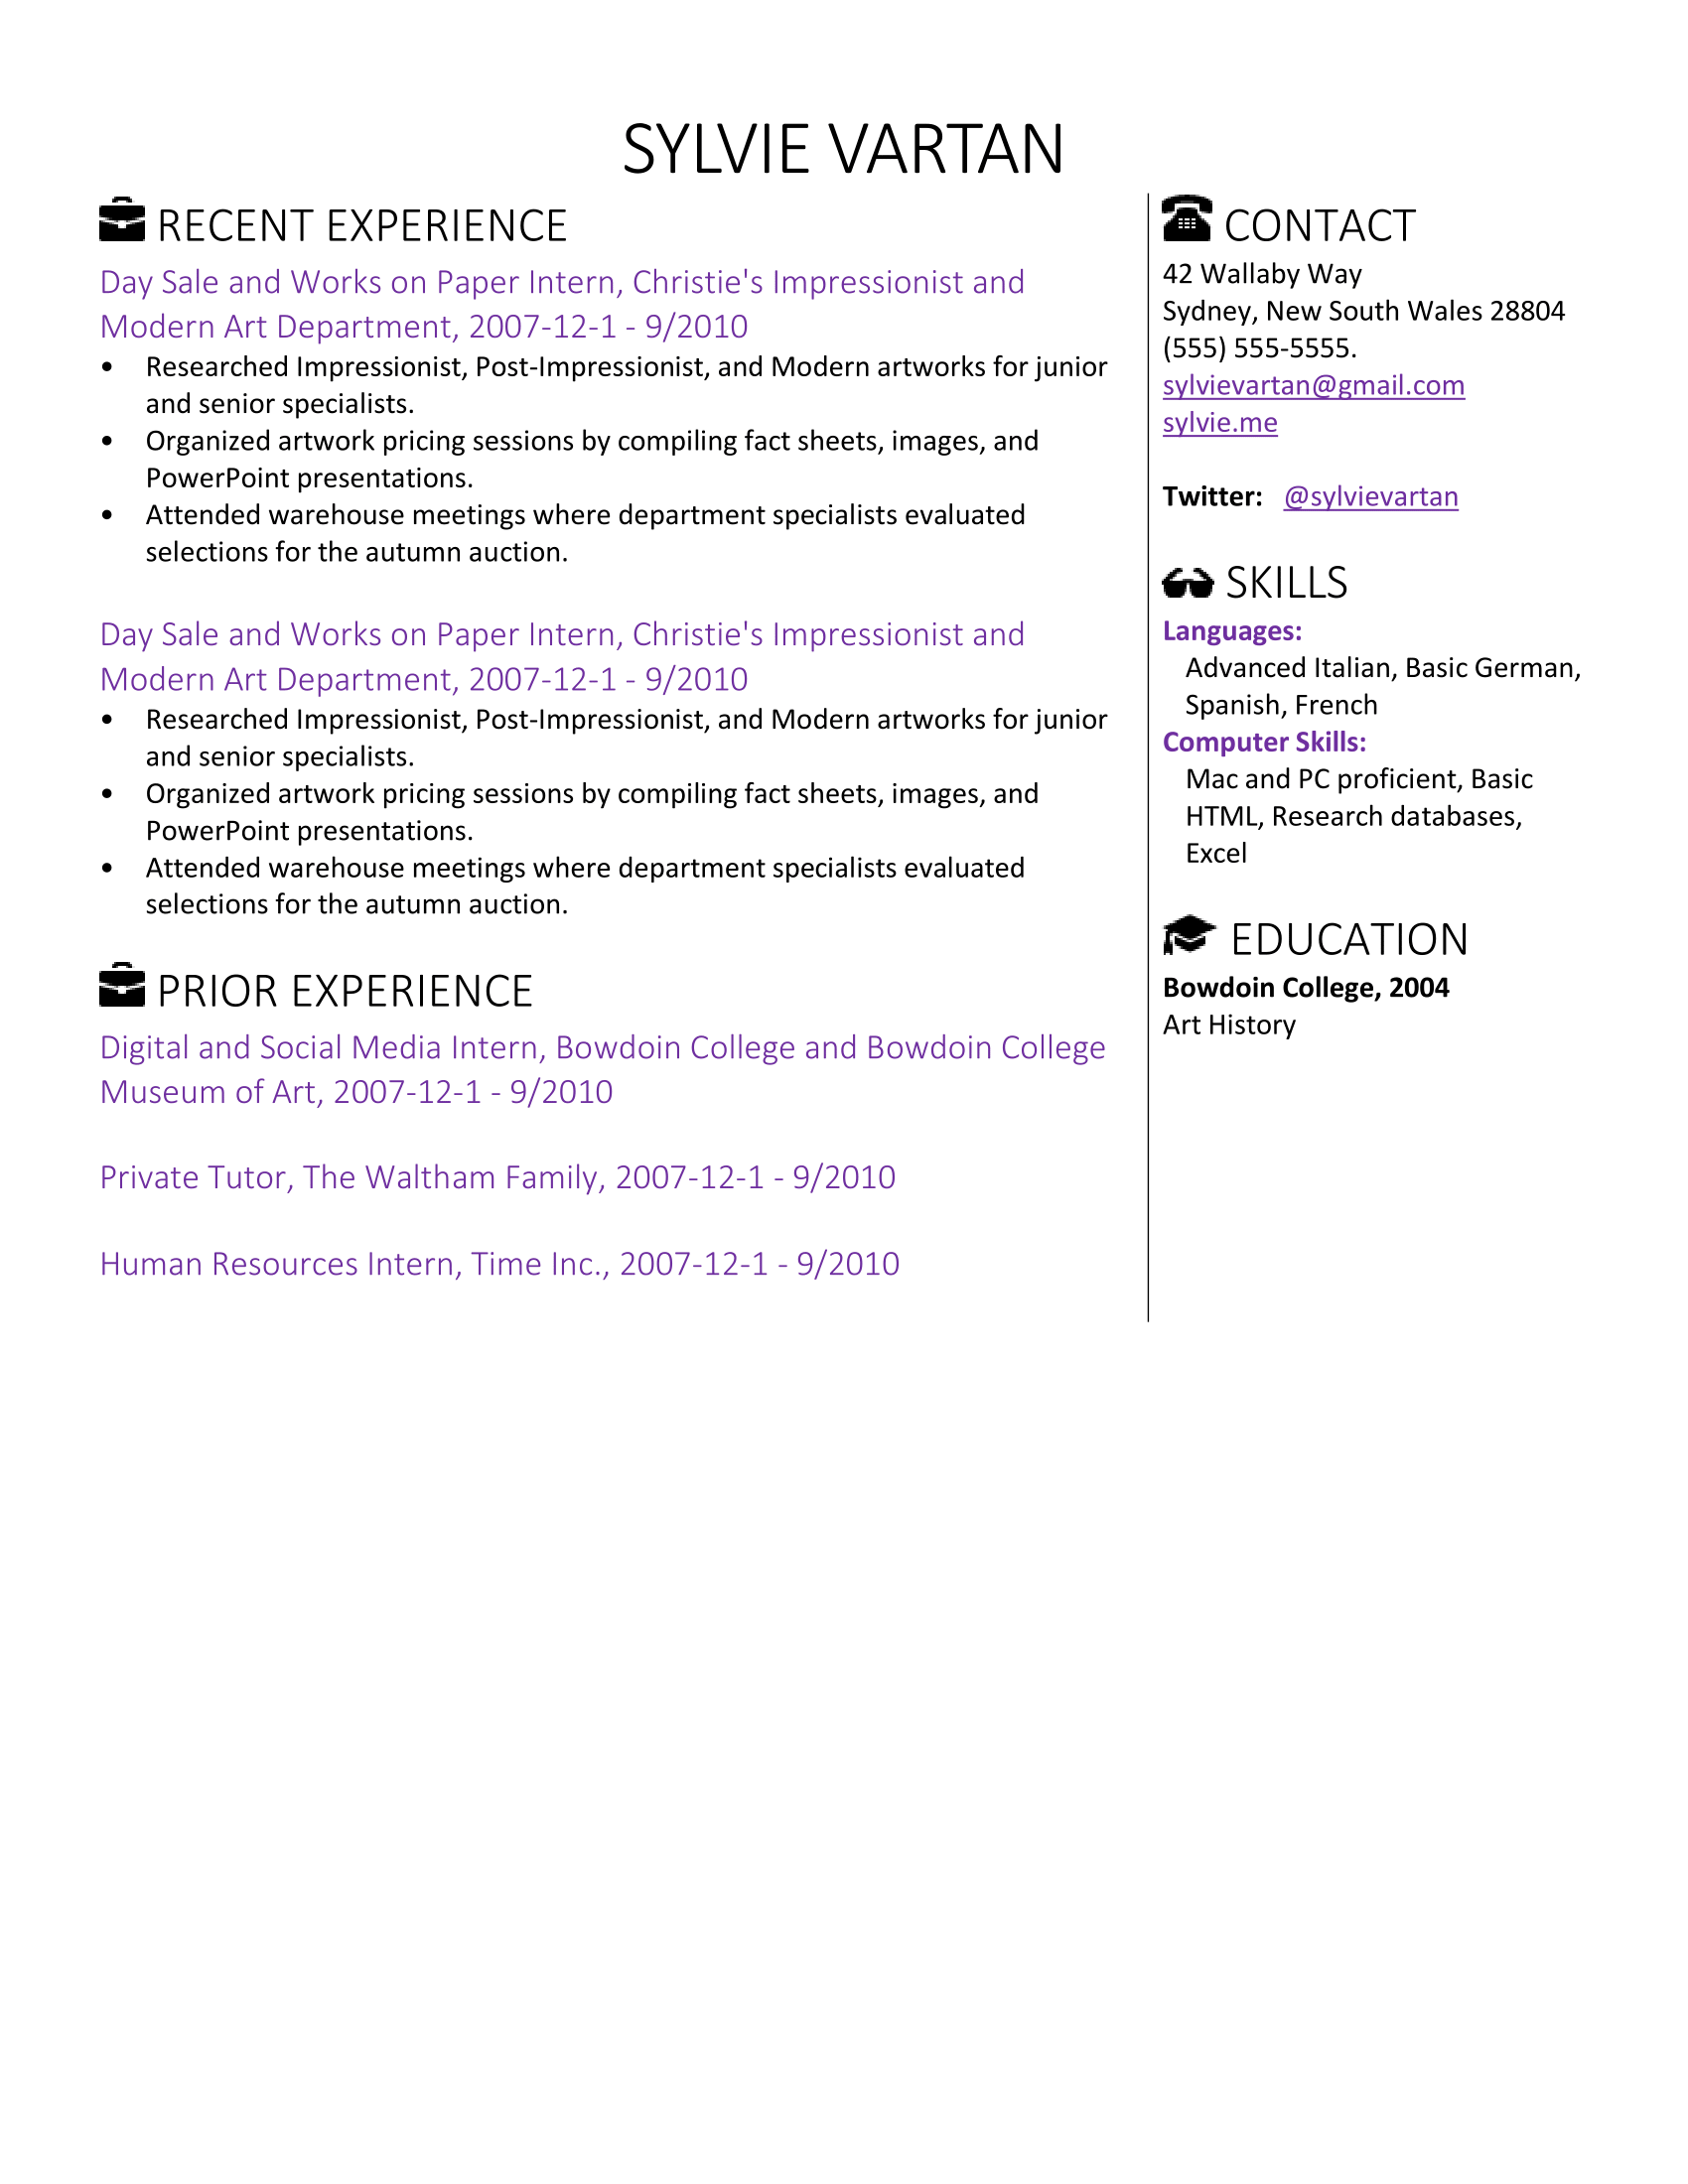 SYLVIE VARTAN
RECENT EXPERIENCE
Day Sale and Works on Paper Intern, Christie's Impressionist and
Modern Art Department, 2007-12-1 - 9/2010
• Researched Impressionist, Post-Impressionist, and Modern artworks for junior
and senior specialists.
• Organized artwork pricing sessions by compiling fact sheets, images, and
PowerPoint presentations.
• Attended warehouse meetings where department specialists evaluated
selections for the autumn auction.
Day Sale and Works on Paper Intern, Christie's Impressionist and
Modern Art Department, 2007-12-1 - 9/2010
• Researched Impressionist, Post-Impressionist, and Modern artworks for junior
and senior specialists.
• Organized artwork pricing sessions by compiling fact sheets, images, and
PowerPoint presentations.
• Attended warehouse meetings where department specialists evaluated
selections for the autumn auction.
PRIOR EXPERIENCE
Digital and Social Media Intern, Bowdoin College and Bowdoin College
Museum of Art, 2007-12-1 - 9/2010
Private Tutor, The Waltham Family, 2007-12-1 - 9/2010
Human Resources Intern, Time Inc., 2007-12-1 - 9/2010
CONTACT
42 Wallaby Way
Sydney, New South Wales 28804
(555) 555-5555.
sylvievartan@gmail.com
sylvie.me
Twitter: @sylvievartan
SKILLS
Languages:
Advanced Italian, Basic German,
Spanish, French
Computer Skills:
Mac and PC proficient, Basic
HTML, Research databases,
Excel
EDUCATION
Bowdoin College, 2004
Art History